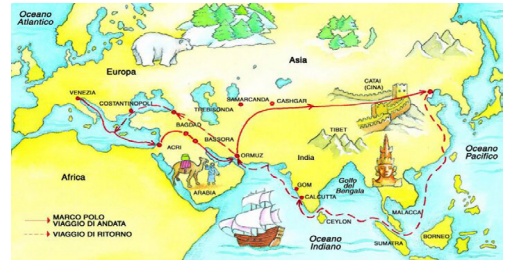 Oceano
Atlantico
Europa
Asia
VENEZIA
COSTANTINOPOLI
TREBISONDA
SAMARCANDA
CASHGAR
CATAI
(CINA)
BAGDAD
BASSORA
ACRI
ORMUZ
TIBET
Oceano
Pacifico
India
Africa
ARABIA
GOM
CALCUTTA
Golfo
del
Bengala
MALACCA
CEYLON
MARCO POLO
VIAGGIO DI ANDATA
VIAGGIO DI RITORNO
Oceano
Indiano
SUMATRA
BORNEO